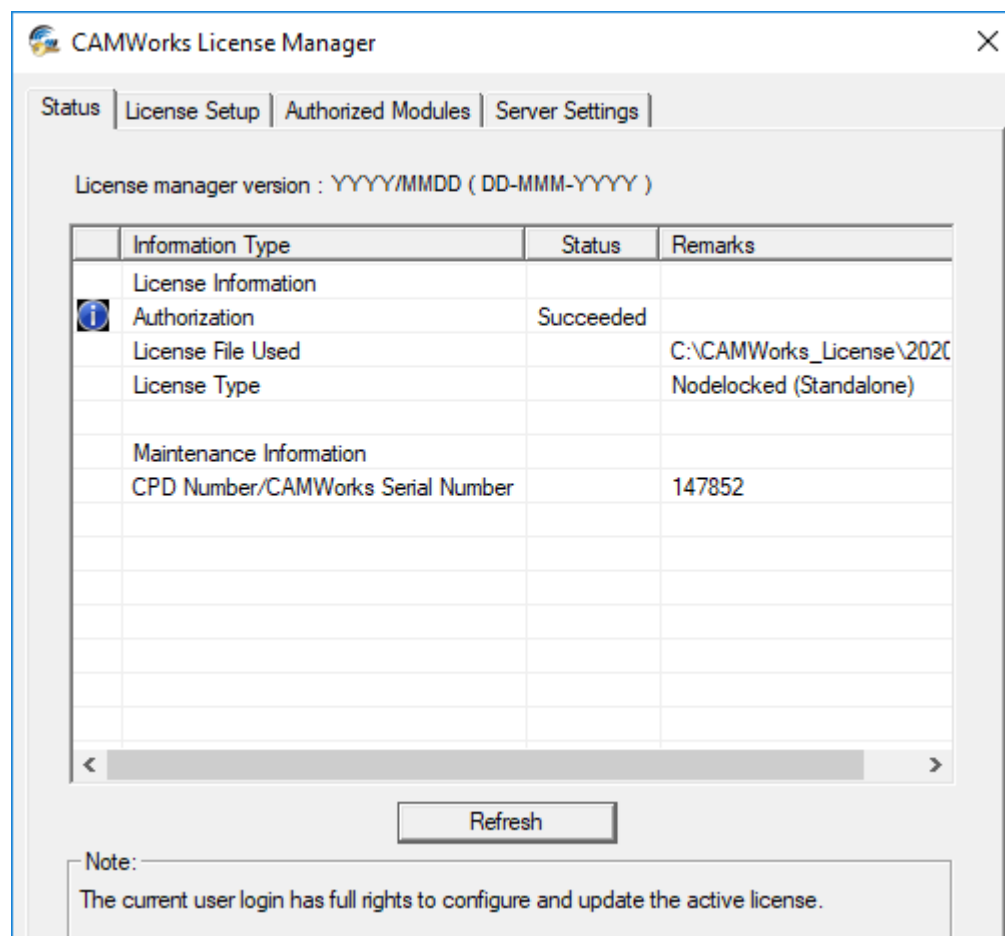 CAMWorks License Manager
Status License Setup Authorized Modules Server Settings
License manager version : YYYY/MMDD ( DD-MMM-YYYY )
Information Type Status Remarks
License Information
Authorization Succeeded
License File Used C:\CAMWorks_License\2020
License Type Nodelocked (Standalone)
Maintenance Information
CPD Number/CAMWorks Serial Number 147852
Refresh
Note:
The current user login has full rights to configure and update the active license.